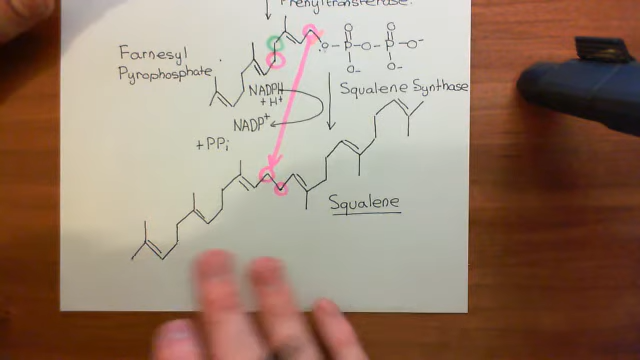 Prenyltransferase.
Farnesyl
Pyrophosphate
O O
O-P-O-P-O⁻
O⁻ O⁻
NADPH
+ H⁺
Squalene Synthase
NADP⁺
+PPi
Squalene